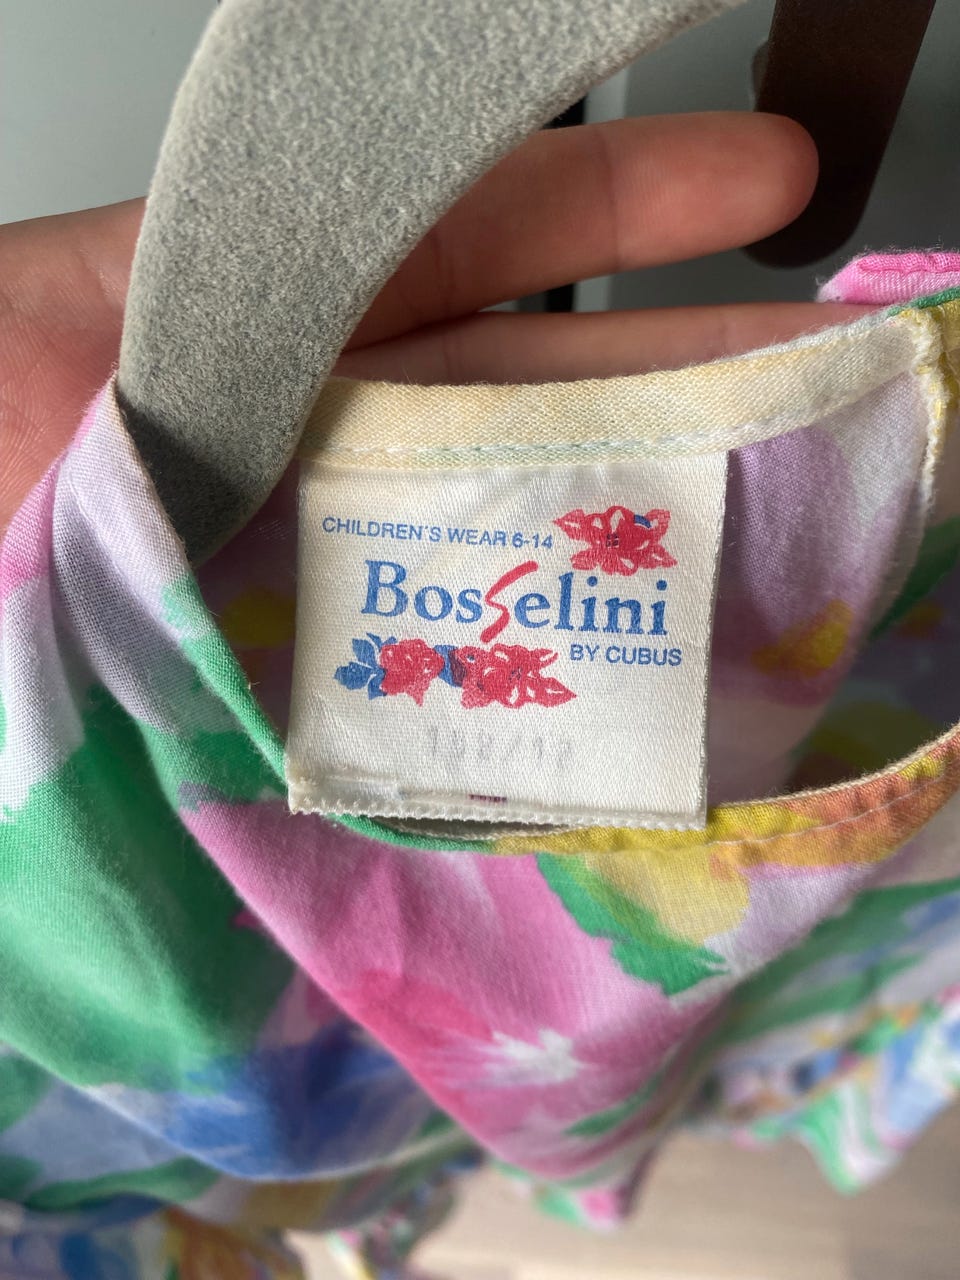 CHILDREN'S WEAR 6-14
Bosselini
BY CUBUS